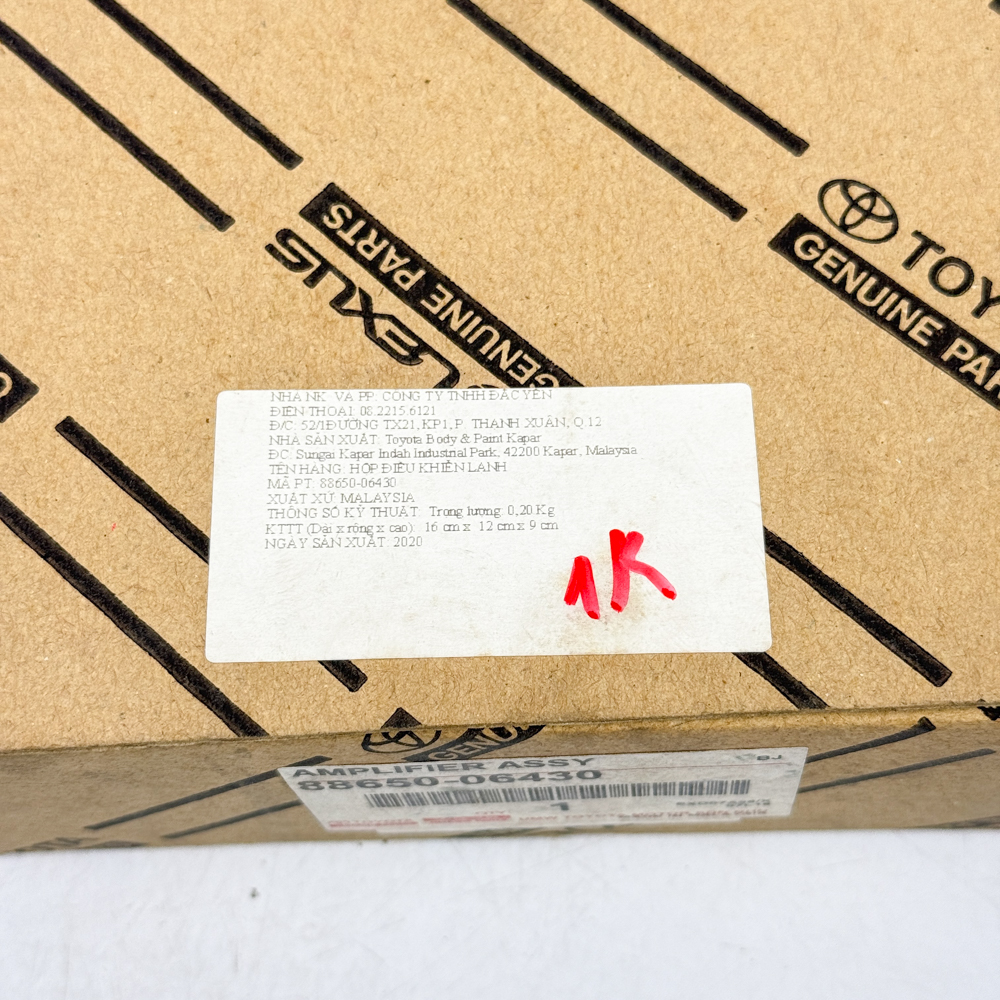 LEXUS
GENUINE PARTS
TOY
GENUINE PA
NHÀ NK VÀ PP: CÔNG TY TNHH ĐẮC YẾN
ĐIỆN THOẠI: 08.2215.6121
Đ/C: 52/1ĐƯỜNG TX21, KP1, P. THẠNH XUÂN, Q.12
NHÀ SẢN XUẤT: Toyota Body & Paint Kapar
ĐC: Sungai Kapar Indah Industrial Park, 42200 Kapar, Malaysia
TÊN HÀNG: HỘP ĐIỀU KHIỂN LẠNH
MÃ PT: 88650-06430
XUẤT XỨ: MALAYSIA
THÔNG SỐ KỸ THUẬT: Trọng lượng: 0,20 Kg
KTTT (Dài x rộng x cao): 16 cm x 12 cm x 9 cm
NGÀY SẢN XUẤT: 2020
1K
GENU
AMPLIFIER ASSY
88650-06430
1